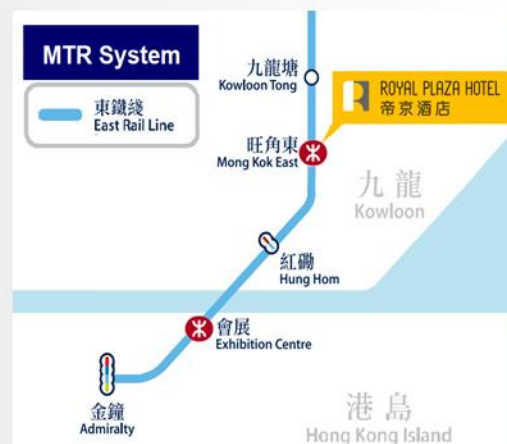 MTR System
東鐵綫
East Rail Line
九龍塘
Kowloon Tong
ROYAL PLAZA HOTEL
帝京酒店
旺角東
Mong Kok East
九龍
Kowloon
紅磡
Hung Hom
會展
Exhibition Centre
金鐘
Admiralty
港島
Hong Kong Island